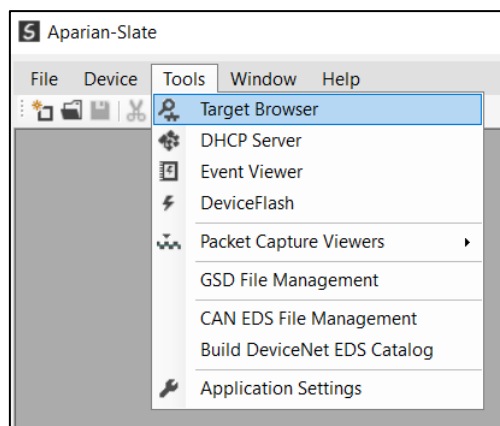 Aparian-Slate
File Device Tools Window Help
Target Browser
DHCP Server
Event Viewer
DeviceFlash
Packet Capture Viewers
GSD File Management
CAN EDS File Management
Build DeviceNet EDS Catalog
Application Settings